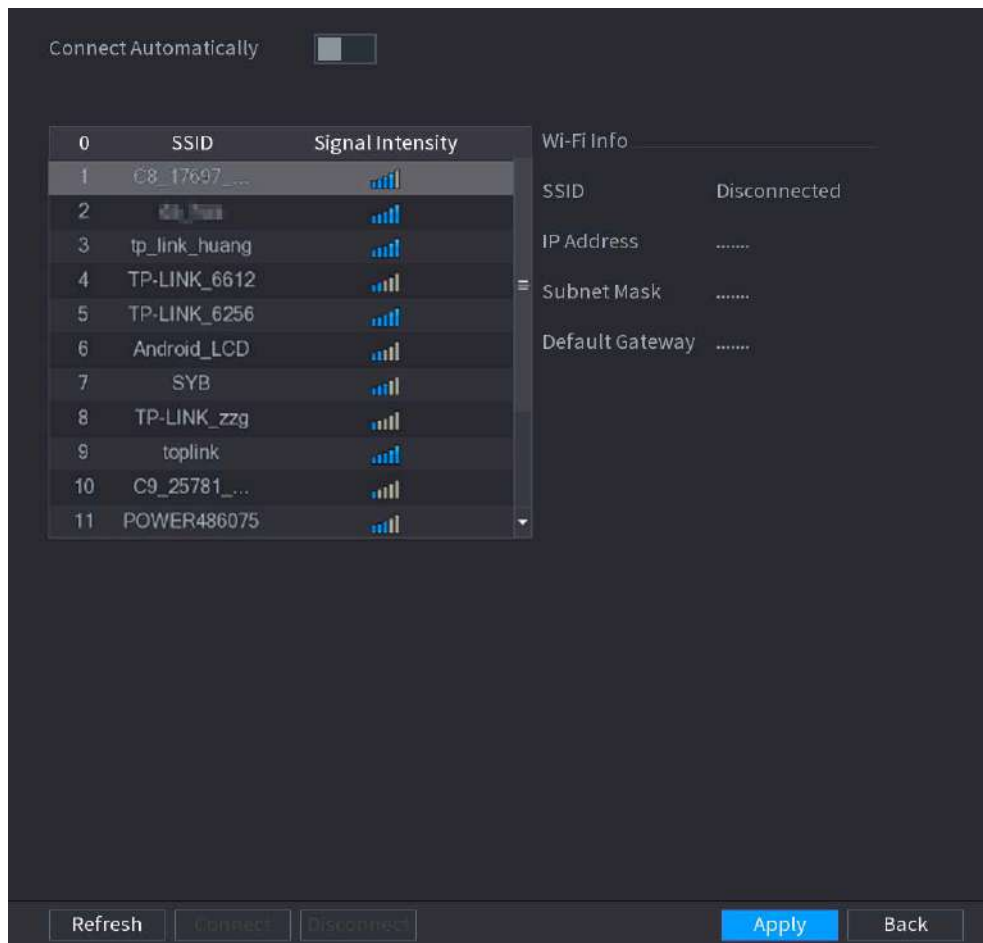 Connect Automatically
0 SSID Signal Intensity
1 C8_17697_...
2
3 tp_link_huang
4 TP-LINK_6612
5 TP-LINK_6256
6 Android_LCD
7 SYB
8 TP-LINK_zzg
9 toplink
10 C9_25781_...
11 POWER486075
Wi-Fi Info
SSID Disconnected
IP Address .......
Subnet Mask .......
Default Gateway .......
Refresh Connect Disconnect Apply Back